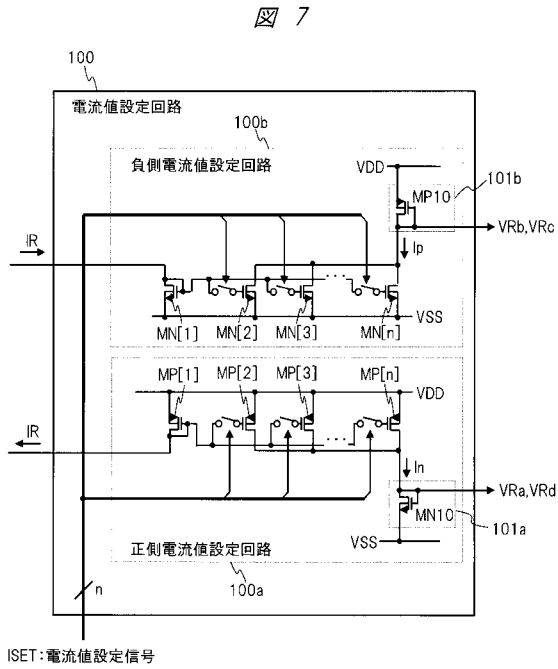 図 7
100
電流値設定回路
100b
負側電流値設定回路
VDD
101b
MP10
VRb,VRc
IR
Ip
VSS
MN[1]
MN[2]
MN[3]
MN[n]
MP[1]
MP[2]
MP[3]
MP[n]
VDD
IR
In
VRa,VRd
MN10
101a
VSS
正側電流値設定回路
100a
n
ISET:電流値設定信号